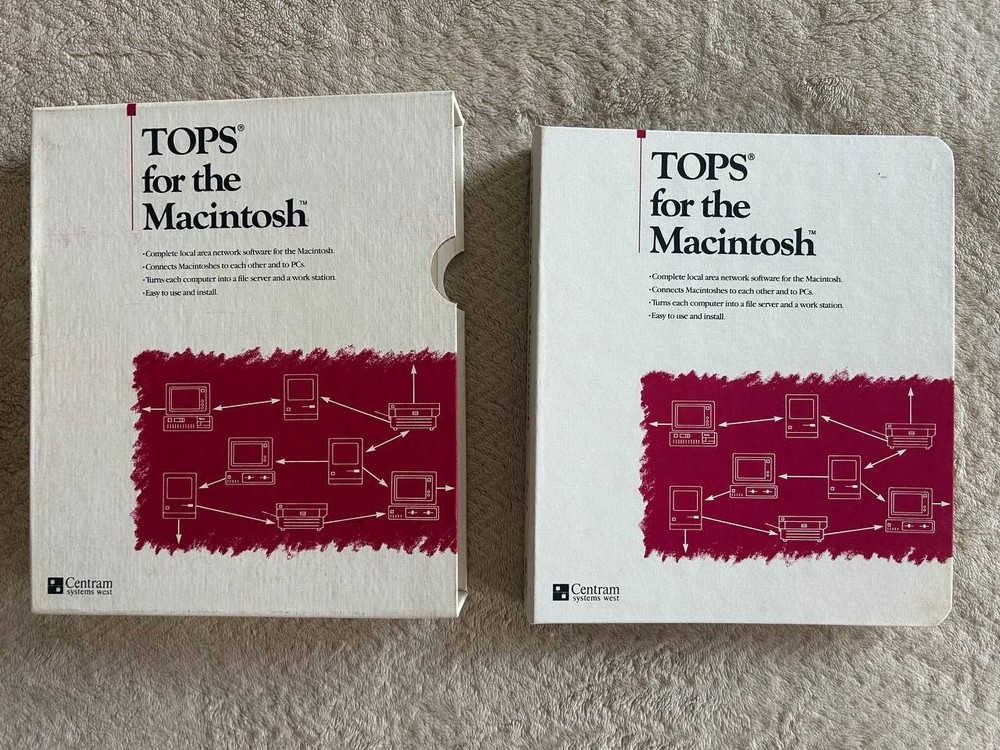 TOPS®
for the
Macintosh™
•Complete local area network software for the Macintosh.
•Connects Macintoshes to each other and to PCs.
•Turns each computer into a file server and a work station.
•Easy to use and install.
Centram
systems west
TOPS®
for the
Macintosh™
•Complete local area network software for the Macintosh.
•Connects Macintoshes to each other and to PCs.
•Turns each computer into a file server and a work station.
•Easy to use and install.
Centram
systems west